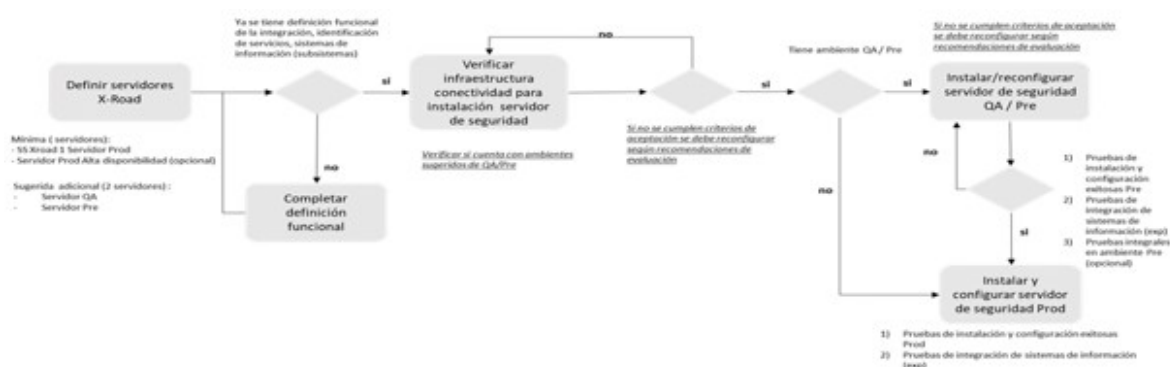 Ya se tiene definición funcional
de la integración, identificación
de servicios, sistemas de
información (subsistemas)
Definir servidores
X-Road
si
no
Verificar
infraestructura
conectividad para
instalación servidor
de seguridad
no
si
Tiene ambiente QA / Pre
si
Si no se cumplen criterios de aceptación
se debe reconfigurar según
recomendaciones de evaluación
Instalar/reconfigurar
servidor de seguridad
QA / Pre
Mínima ( servidores):
- SS Xroad 1 Servidor Prod
- Servidor Prod Alta disponibilidad (opcional)
Sugerida adicional (2 servidores) :
- Servidor QA
- Servidor Pre
Completar
definición
funcional
Verificar si cuenta con ambientes
sugeridos de QA/Pre
Si no se cumplen criterios de
aceptación se debe reconfigurar
según recomendaciones de
evaluación
no
no
si
1) Pruebas de
instalación y
configuración
exitosas Pre
2) Pruebas de
integración de
sistemas de
información (exp)
3) Pruebas integrales
en ambiente Pre
(opcional)
Instalar y
configurar servidor
de seguridad Prod
1) Pruebas de instalación y configuración exitosas
Prod
2) Pruebas de integración de sistemas de información
(exp)